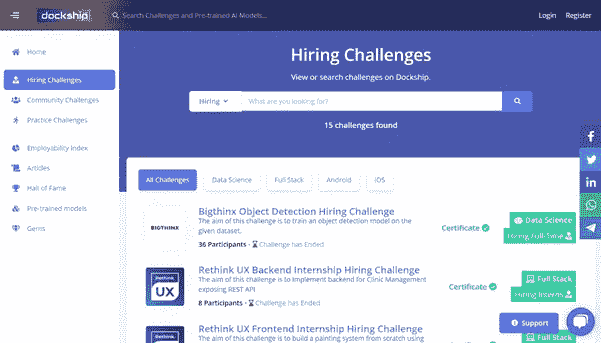 dockship
Search Challenges and Pre-trained AI Models...
Login
Register
Home
Hiring Challenges
Community Challenges
Practice Challenges
Employability Index
Articles
Hall of Fame
Pre-trained models
Gems
Hiring Challenges
View or search challenges on Dockship.
Hiring
What are you looking for?
15 challenges found
All Challenges
Data Science
Full Stack
Android
iOS
BIGTHINX
Bigthinx Object Detection Hiring Challenge
The aim of this challenge is to train an object detection model on the
given dataset.
36 Participants • Challenge has Ended
Certificate
Data Science
Hiring Full-Time
Rethink
UX
Rethink UX Backend Internship Hiring Challenge
The aim of this challenge is to implement backend for Clinic Management
exposing REST API
8 Participants • Challenge has Ended
Certificate
Full Stack
Hiring Interns
Rethink
Rethink UX Frontend Internship Hiring Challenge
The aim of this challenge is to build a painting system from scratch using
Certificate
Full Stack
Support